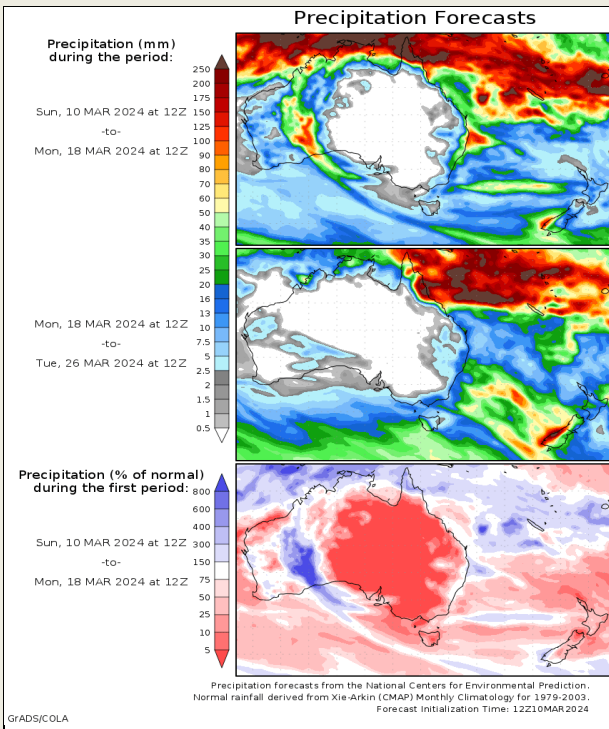 Precipitation Forecasts
Precipitation (mm)
during the period:
Sun, 10 MAR 2024 at 12Z
-to-
Mon, 18 MAR 2024 at 12Z
250
200
175
150
125
100
90
80
70
60
50
40
35
30
25
20
16
13
10
7.5
5
2.5
2
1.5
1
0.5
Mon, 18 MAR 2024 at 12Z
-to-
Tue, 26 MAR 2024 at 12Z
Precipitation (% of normal)
during the first period:
Sun, 10 MAR 2024 at 12Z
-to-
Mon, 18 MAR 2024 at 12Z
800
600
400
300
150
75
50
25
10
5
Precipitation forecasts from the National Centers for Environmental Prediction.
Normal rainfall derived from Xie-Arkin (CMAP) Monthly Climatology for 1979-2003.
Forecast Initialization Time: 12Z10MAR2024
GrADS/COLA